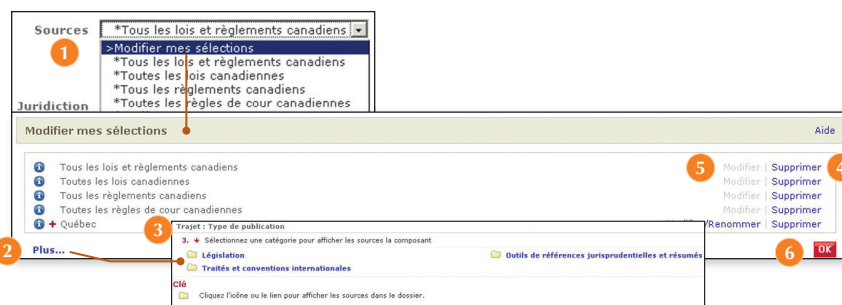 Sources *Tous les lois et règlements canadiens
1 >Modifier mes sélections
*Tous les lois et règlements canadiens
*Toutes les lois canadiennes
*Tous les règlements canadiens
Juridiction *Toutes les règles de cour canadiennes
Modifier mes sélections Aide
Tous les lois et règlements canadiens 5 Modifier | Supprimer 4
Toutes les lois canadiennes Modifier | Supprimer
Tous les règlements canadiens Modifier | Supprimer
Toutes les règles de cour canadiennes Modifier | Supprimer
+ Québec /Renommer | Supprimer
3 Trajet : Type de publication
3. Sélectionnez une catégorie pour afficher les sources la composant
2 Plus... 6 OK
Législation Outils de références jurisprudentielles et résumés
Traités et conventions internationales
Clé
Cliquez l'icône ou le lien pour afficher les sources dans le dossier.